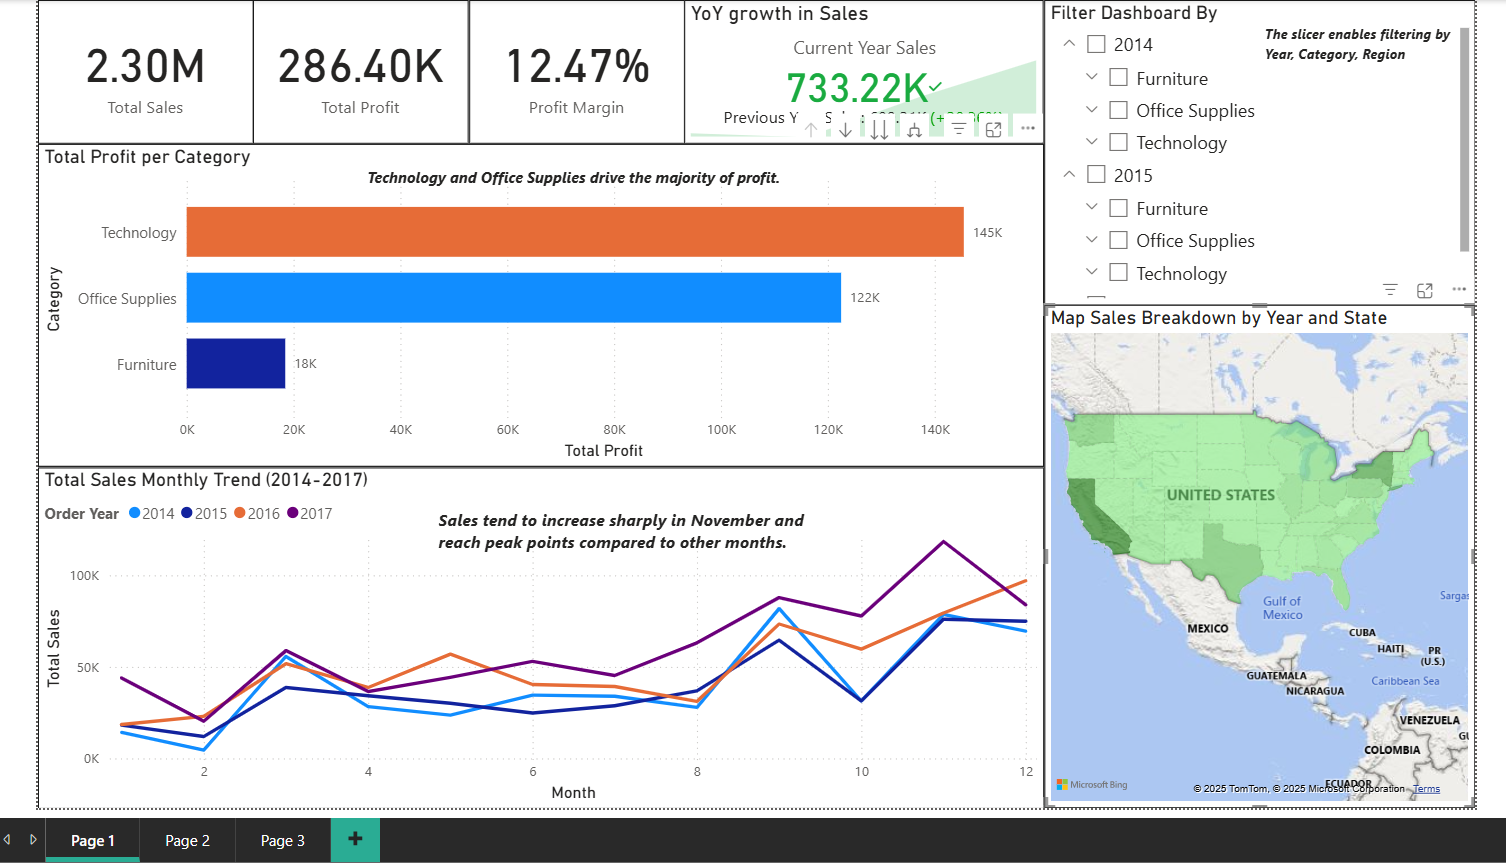 2.30M
Total Sales
286.40K
Total Profit
12.47%
Profit Margin
YoY growth in Sales
Current Year Sales
733.22K
Previous Y
Filter Dashboard By
The slicer enables filtering by
Year, Category, Region
2014
Furniture
Office Supplies
Technology
2015
Furniture
Office Supplies
Technology
Total Profit per Category
Technology and Office Supplies drive the majority of profit.
Category
Technology
145K
Office Supplies
122K
Furniture
18K
0K 20K 40K 60K 80K 100K 120K 140K
Total Profit
Total Sales Monthly Trend (2014-2017)
Order Year 2014 2015 2016 2017
Sales tend to increase sharply in November and
reach peak points compared to other months.
Total Sales
100K
50K
0K
2 4 6 8 10 12
Month
Map Sales Breakdown by Year and State
UNITED STATES
Gulf of
Mexico
Sargas
MEXICO
CUBA
HAITI
PR
(U.S.)
GUATEMALA
Caribbean Sea
NICARAGUA
VENEZUELA
COLOMBIA
ECUADOR
Microsoft Bing
© 2025 TomTom, © 2025 Microsoft Corporation Terms
Page 1
Page 2
Page 3